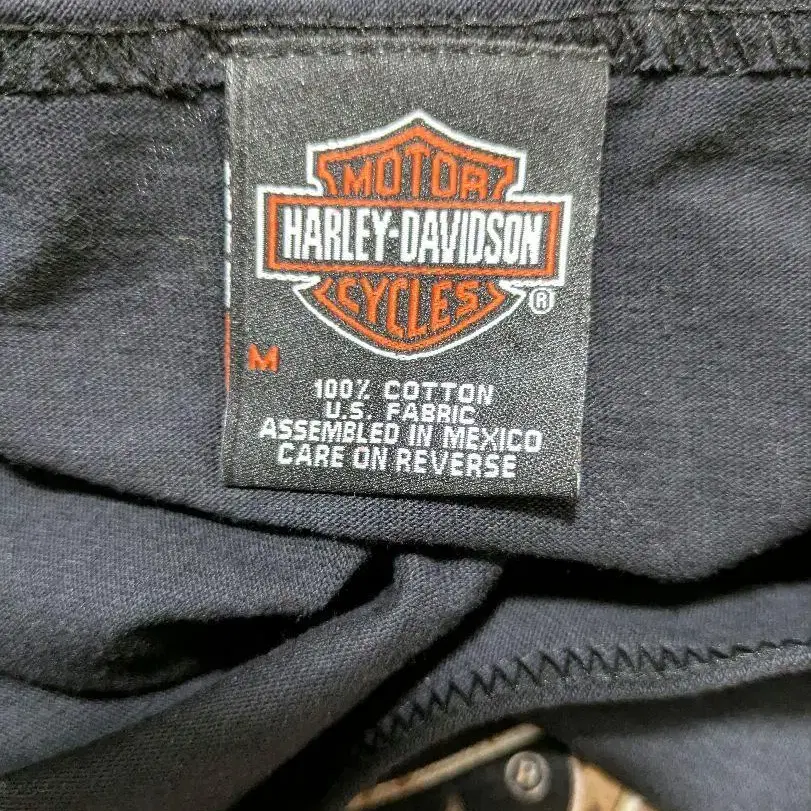 MOTOR
HARLEY-DAVIDSON
CYCLES
®
M
100% COTTON
U.S. FABRIC
ASSEMBLED IN MEXICO
CARE ON REVERSE
®